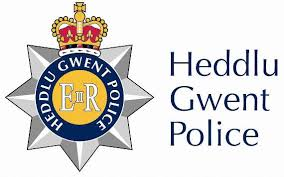 HEDDLU GWENT POLICE
EIIR
Heddlu
Gwent
Police